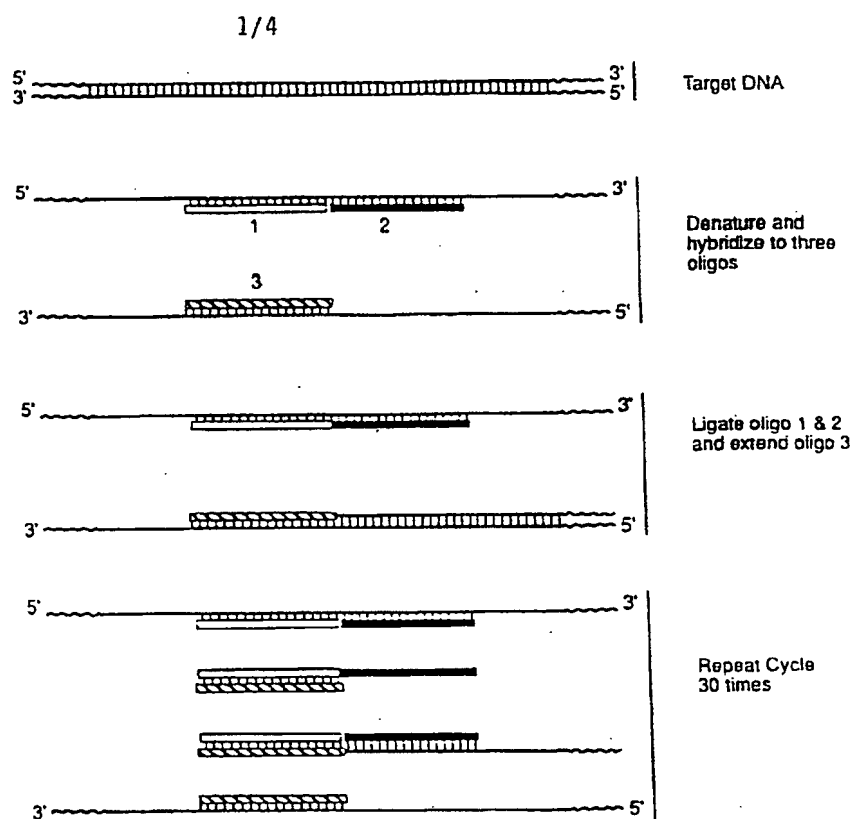 1/4
5' 3'
3' 5'
Target DNA
5' 3'
1 2
Denature and
hybridize to three
oligos
3
3' 5'
5' 3'
Ligate oligo 1 & 2
and extend oligo 3
3' 5'
5' 3'
Repeat Cycle
30 times
3' 5'